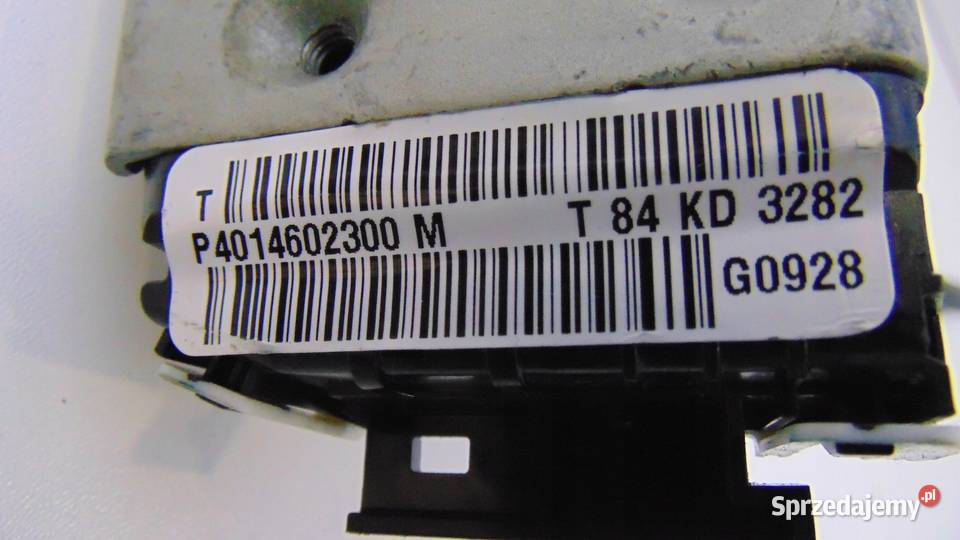 T
P4014602300 M T 84 KD 3282
G0928
Sprzedajemy.pl